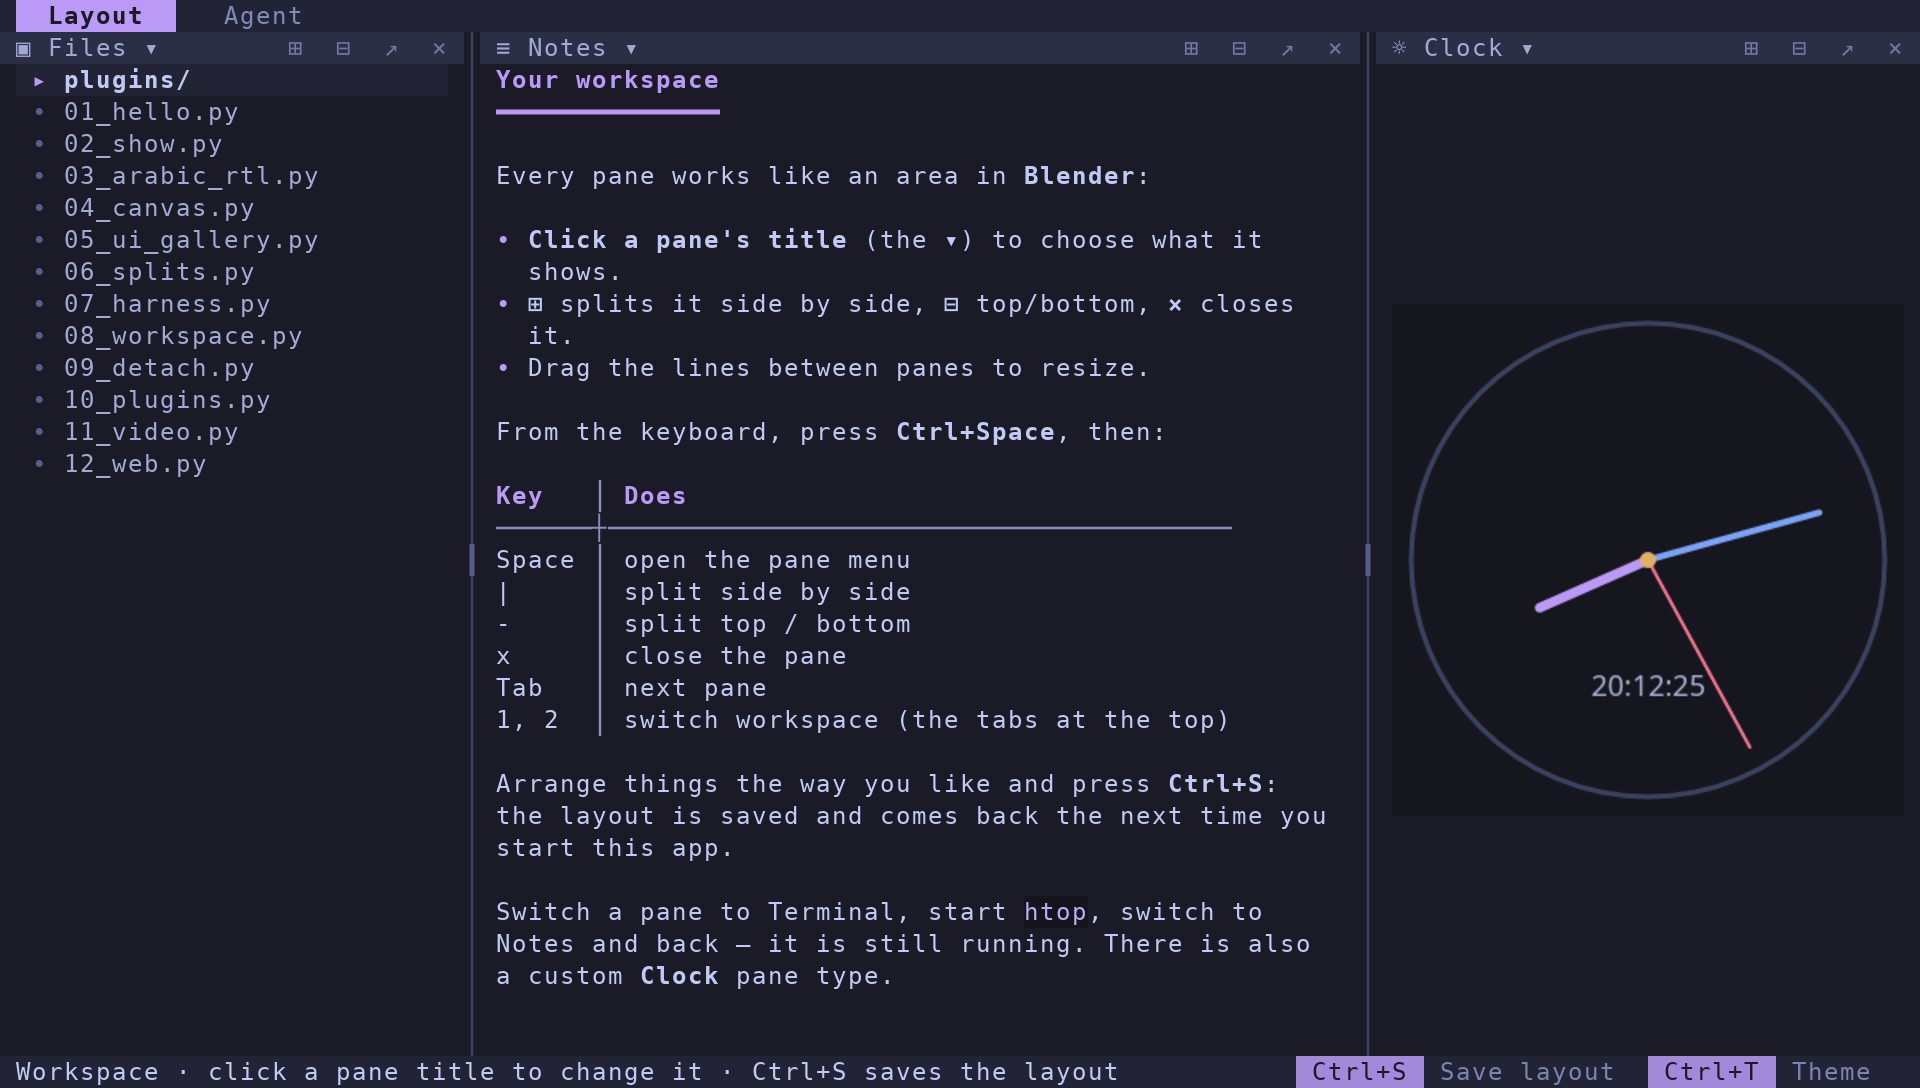 Layout Agent
▣ Files ▾ ⊞ ⊟ ↗ ×
▸ plugins/
• 01_hello.py
• 02_show.py
• 03_arabic_rtl.py
• 04_canvas.py
• 05_ui_gallery.py
• 06_splits.py
• 07_harness.py
• 08_workspace.py
• 09_detach.py
• 10_plugins.py
• 11_video.py
• 12_web.py
≡ Notes ▾ ⊞ ⊟ ↗ ×
Your workspace
Every pane works like an area in Blender:
• Click a pane's title (the ▾) to choose what it
shows.
• ⊞ splits it side by side, ⊟ top/bottom, × closes
it.
• Drag the lines between panes to resize.
From the keyboard, press Ctrl+Space, then:
Key │ Does
Space │ open the pane menu
| │ split side by side
- │ split top / bottom
x │ close the pane
Tab │ next pane
1, 2 │ switch workspace (the tabs at the top)
Arrange things the way you like and press Ctrl+S:
the layout is saved and comes back the next time you
start this app.
Switch a pane to Terminal, start htop, switch to
Notes and back — it is still running. There is also
a custom Clock pane type.
☼ Clock ▾ ⊞ ⊟ ↗ ×
20:12:25
Workspace · click a pane title to change it · Ctrl+S saves the layout
Ctrl+S Save layout Ctrl+T Theme